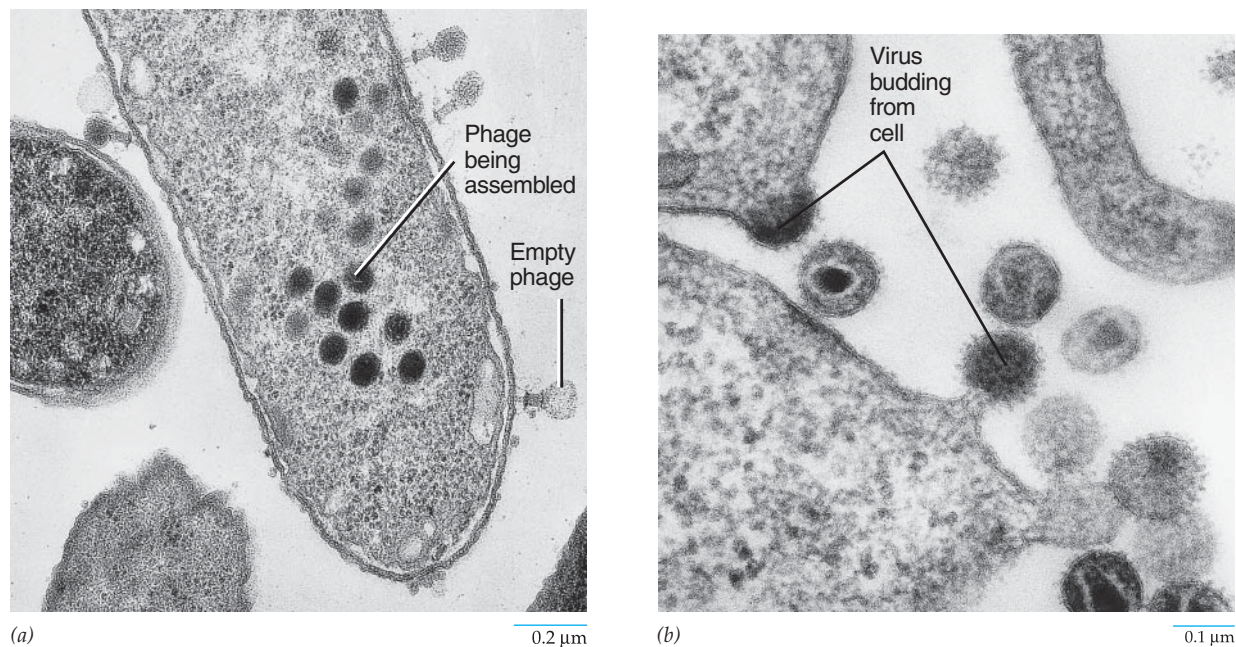 Phage
being
assembled
Empty
phage
(a)
0.2 µm
Virus
budding
from
cell
(b)
0.1 µm